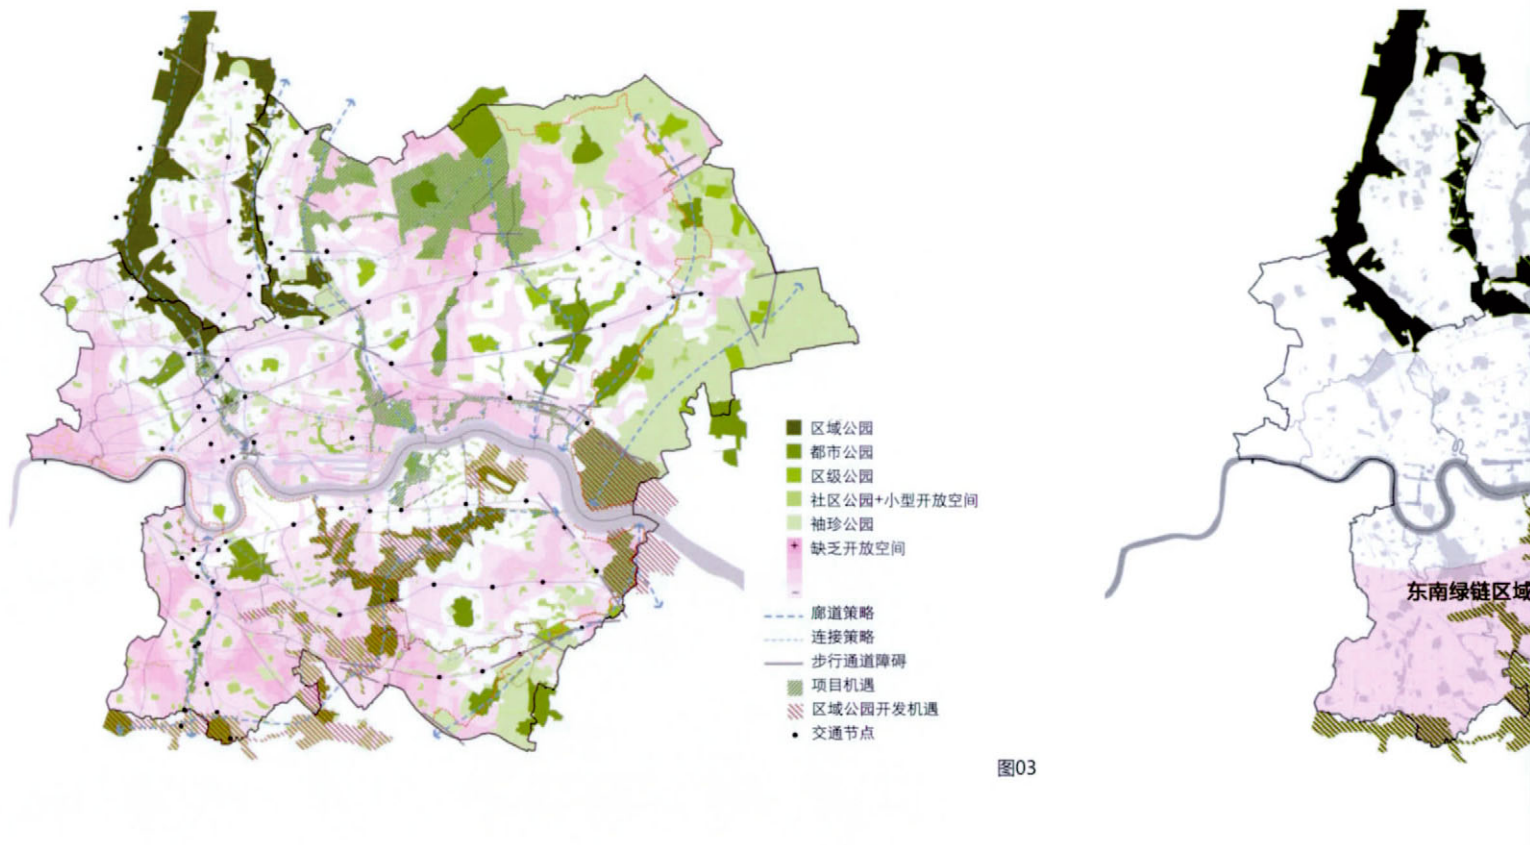 区域公园
都市公园
区级公园
社区公园+小型开放空间
袖珍公园
+
缺乏开放空间
−
廊道策略
连接策略
步行通道障碍
项目机遇
区域公园开发机遇
交通节点
图03
东南绿链区域